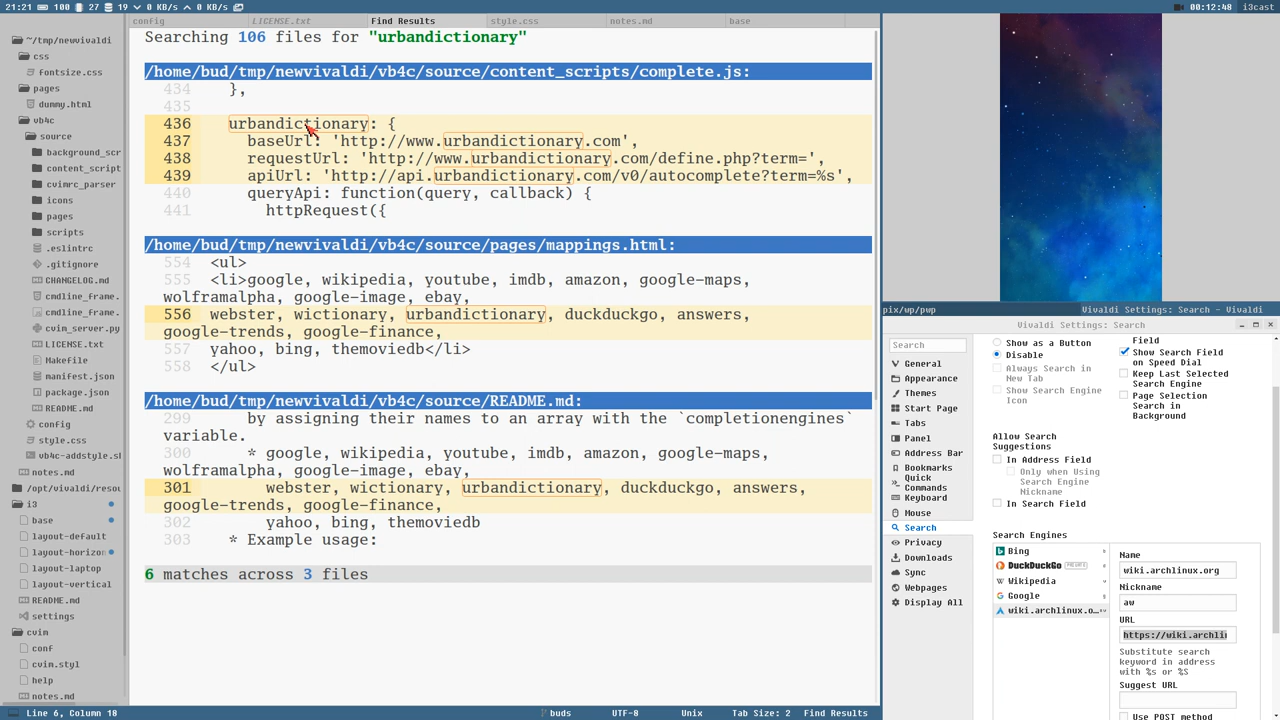 21:21 100 27 19 0 KB/s 0 KB/s
00:12:48 i3cast
config LICENSE.txt Find Results style.css notes.md base
~/tmp/newvivaldi
css
fontsize.css
pages
dummy.html
vb4c
source
background_scr
content_script
cvimrc_parser
icons
pages
scripts
.eslintrc
.gitignore
CHANGELOG.md
cmdline_frame.
cmdline_frame.
cvim_server.py
LICENSE.txt
Makefile
manifest.json
package.json
README.md
config
style.css
vb4c-addstyle.sh
notes.md
/opt/vivaldi/resou
i3
base
layout-default
layout-horizon
layout-laptop
layout-vertical
README.md
settings
cvim
conf
cvim.styl
help
notes.md
Searching 106 files for "urbandictionary"
/home/bud/tmp/newvivaldi/vb4c/source/content_scripts/complete.js:
434 },
435
436 urbandictionary: {
437 baseUrl: 'http://www.urbandictionary.com',
438 requestUrl: 'http://www.urbandictionary.com/define.php?term=',
439 apiUrl: 'http://api.urbandictionary.com/v0/autocomplete?term=%s',
440 queryApi: function(query, callback) {
441 httpRequest({
/home/bud/tmp/newvivaldi/vb4c/source/pages/mappings.html:
554 <ul>
555 <li>google, wikipedia, youtube, imdb, amazon, google-maps,
wolframalpha, google-image, ebay,
556 webster, wictionary, urbandictionary, duckduckgo, answers,
google-trends, google-finance,
557 yahoo, bing, themoviedb</li>
558 </ul>
/home/bud/tmp/newvivaldi/vb4c/source/README.md:
299 by assigning their names to an array with the `completionengines`
variable.
300 * google, wikipedia, youtube, imdb, amazon, google-maps,
wolframalpha, google-image, ebay,
301 webster, wictionary, urbandictionary, duckduckgo, answers,
google-trends, google-finance,
302 yahoo, bing, themoviedb
303 * Example usage:
6 matches across 3 files
pix/wp/pwp Vivaldi Settings: Search - Vivaldi
Vivaldi Settings: Search
Search
General
Appearance
Themes
Start Page
Tabs
Panel
Address Bar
Bookmarks
Quick
Commands
Keyboard
Mouse
Search
Privacy
Downloads
Sync
Webpages
Display All
Show as a Button
Disable
Always Search in
New Tab
Show Search Engine
Icon
Field
Show Search Field
on Speed Dial
Keep Last Selected
Search Engine
Page Selection
Search in
Background
Allow Search
Suggestions
In Address Field
Only when Using
Search Engine
Nickname
In Search Field
Search Engines
Bing
DuckDuckGo
Wikipedia
Google
wiki.archlinux.o...
Name
wiki.archlinux.org
Nickname
aw
URL
https://wiki.archli
Substitute search
keyword in address
with %s or %S
Suggest URL
Use POST method
Line 6, Column 18 buds UTF-8 Unix Tab Size: 2 Find Results